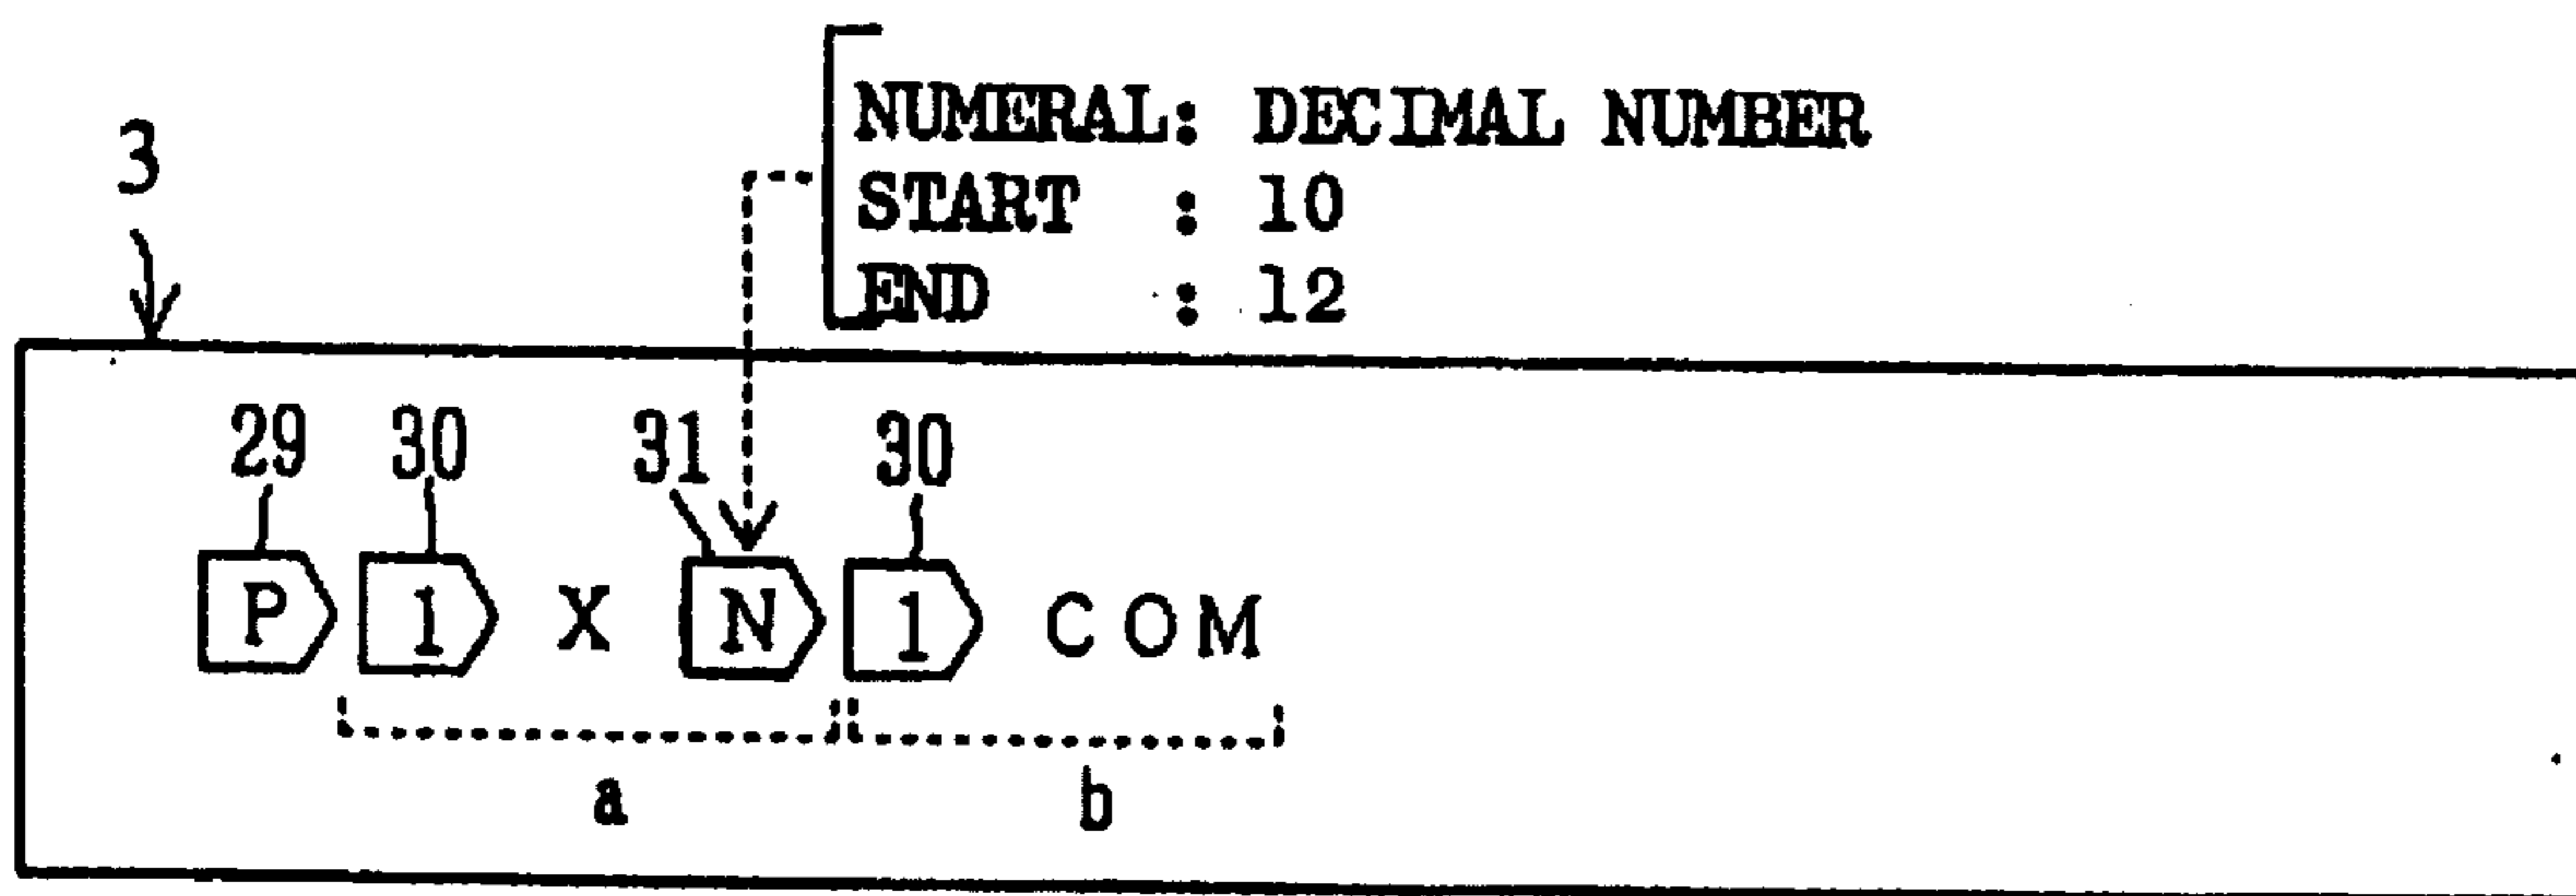 NUMERAL: DECIMAL NUMBER
3
START : 10
END : 12
29 30 31 30
P 1 X N 1 COM
a b